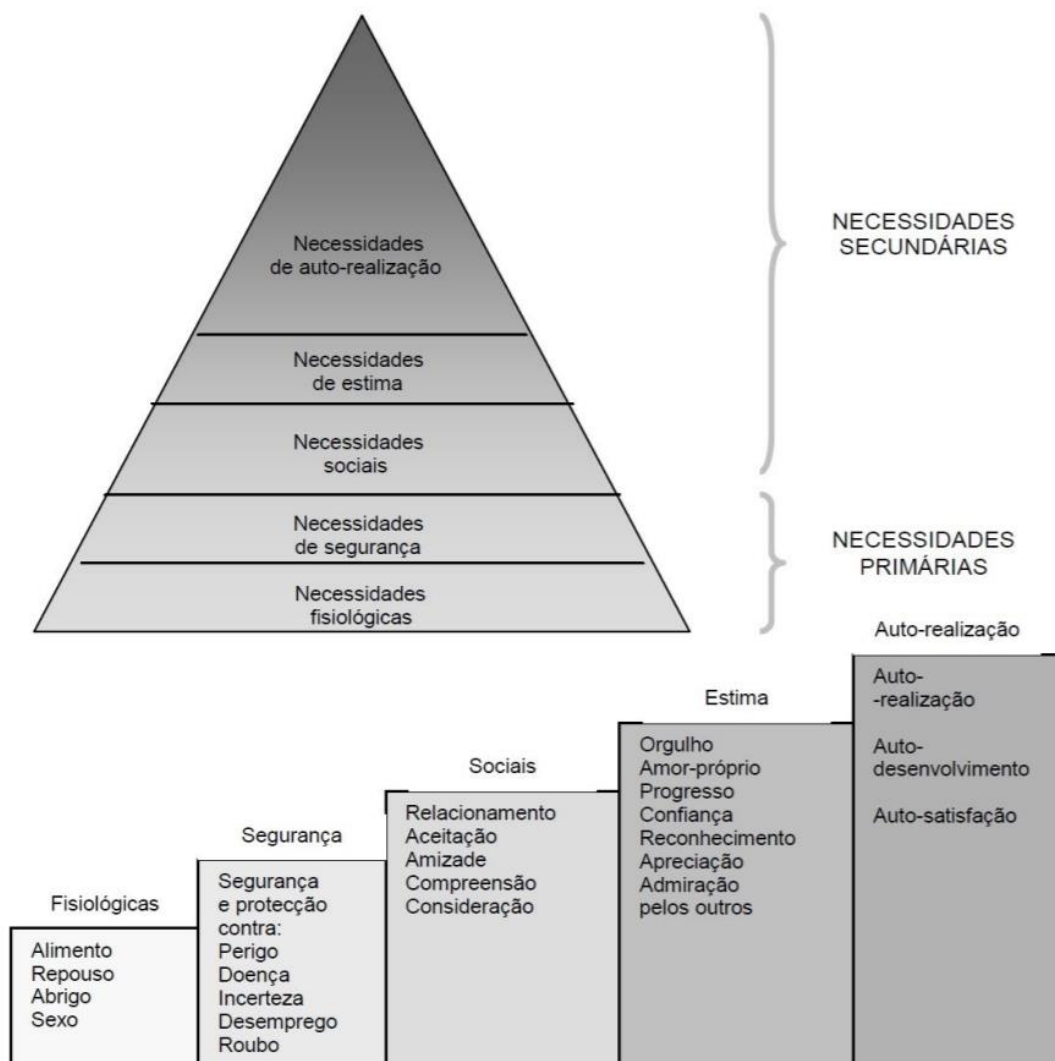 Necessidades
de auto-realização
Necessidades
de estima
Necessidades
sociais
Necessidades
de segurança
Necessidades
fisiológicas
NECESSIDADES
SECUNDÁRIAS
NECESSIDADES
PRIMÁRIAS
Fisiológicas
Alimento
Repouso
Abrigo
Sexo
Segurança
Segurança
e protecção
contra:
Perigo
Doença
Incerteza
Desemprego
Roubo
Sociais
Relacionamento
Aceitação
Amizade
Compreensão
Consideração
Estima
Orgulho
Amor-próprio
Progresso
Confiança
Reconhecimento
Apreciação
Admiração
pelos outros
Auto-realização
Auto-
-realização
Auto-
desenvolvimento
Auto-satisfação